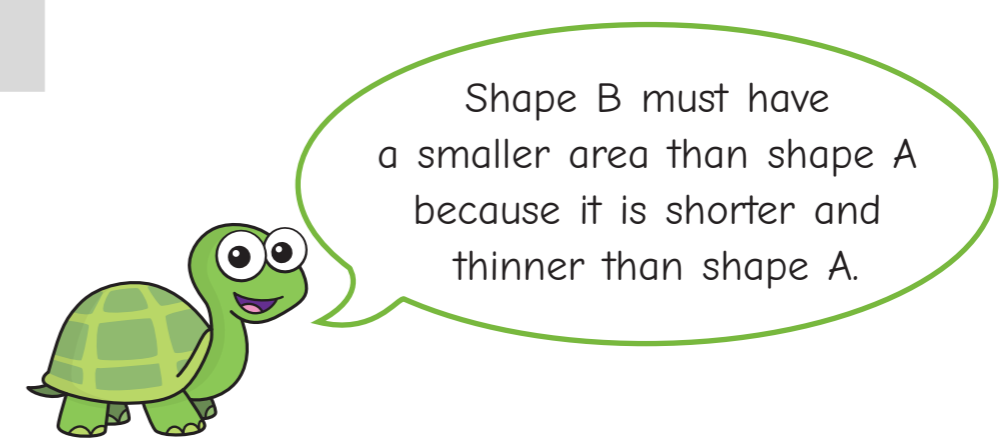 Shape B must have
a smaller area than shape A
because it is shorter and
thinner than shape A.